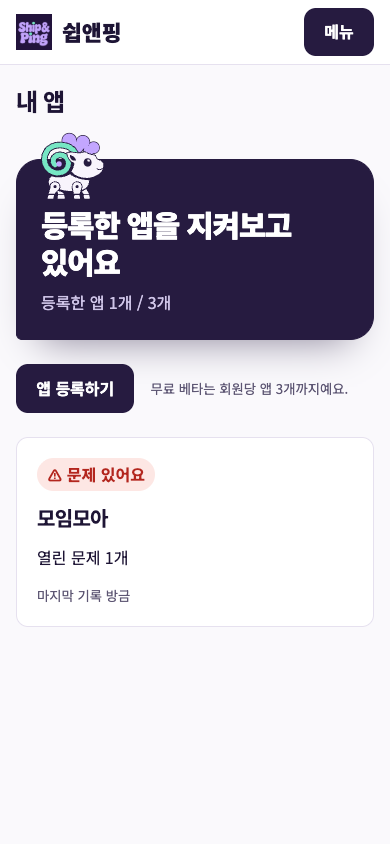 Ship&
Ping
쉽앤핑
메뉴
내 앱
등록한 앱을 지켜보고
있어요
등록한 앱 1개 / 3개
앱 등록하기
무료 베타는 회원당 앱 3개까지예요.
문제 있어요
모임모아
열린 문제 1개
마지막 기록 방금